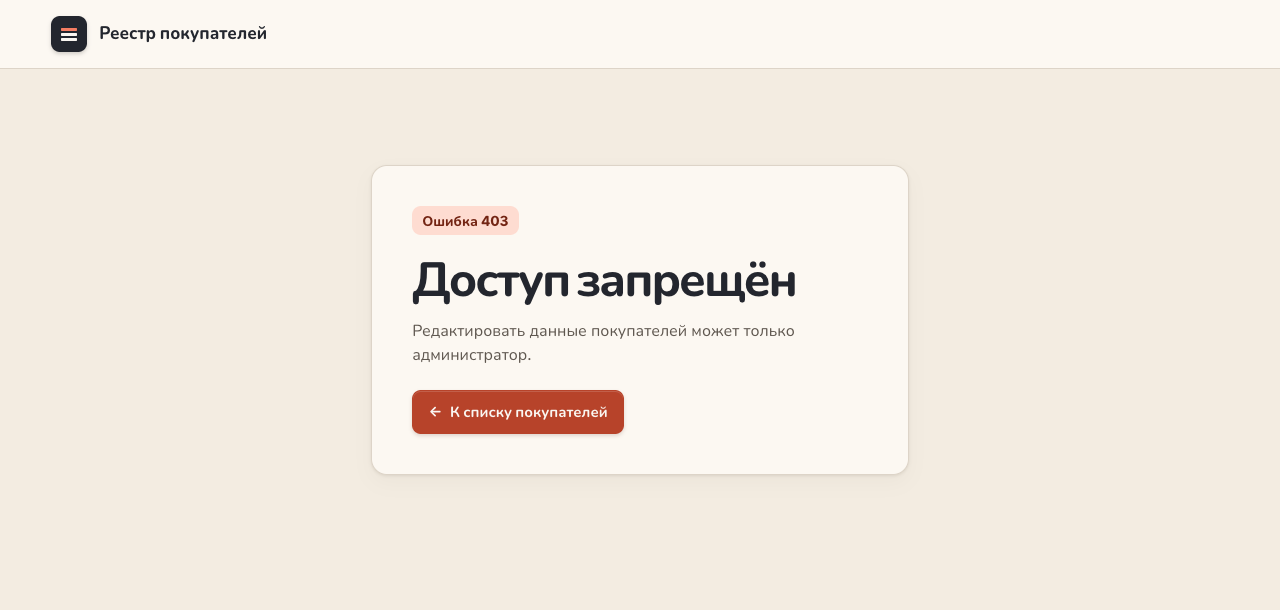 Реестр покупателей
Ошибка 403
Доступ запрещён
Редактировать данные покупателей может только
администратор.
← К списку покупателей